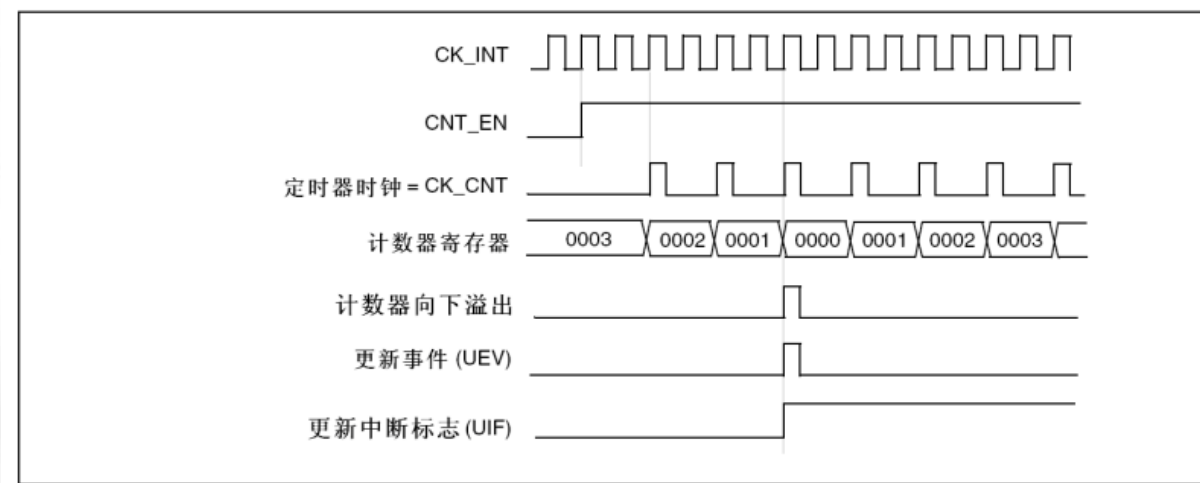 CK_INT
CNT_EN
定时器时钟 = CK_CNT
计数器寄存器 0003 0002 0001 0000 0001 0002 0003
计数器向下溢出
更新事件 (UEV)
更新中断标志 (UIF)